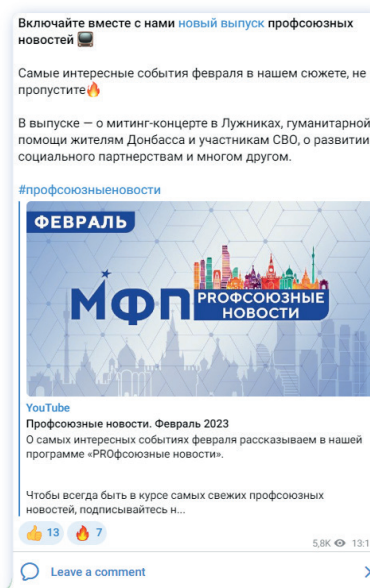 Включайте вместе с нами новый выпуск профсоюзных
новостей
Самые интересные события февраля в нашем сюжете, не
пропустите
В выпуске — о митинг-концерте в Лужниках, гуманитарной
помощи жителям Донбасса и участникам СВО, о развитии
социального партнерствам и многом другом.
#профсоюзныеновости
ФЕВРАЛЬ
МФП
PROФСОЮЗНЫЕ
НОВОСТИ
YouTube
Профсоюзные новости. Февраль 2023
О самых интересных событиях февраля рассказываем в нашей
программе «PROфсоюзные новости».
Чтобы всегда быть в курсе самых свежих профсоюзных
новостей, подписывайтесь н...
13 7
5,8K 13:1
Leave a comment